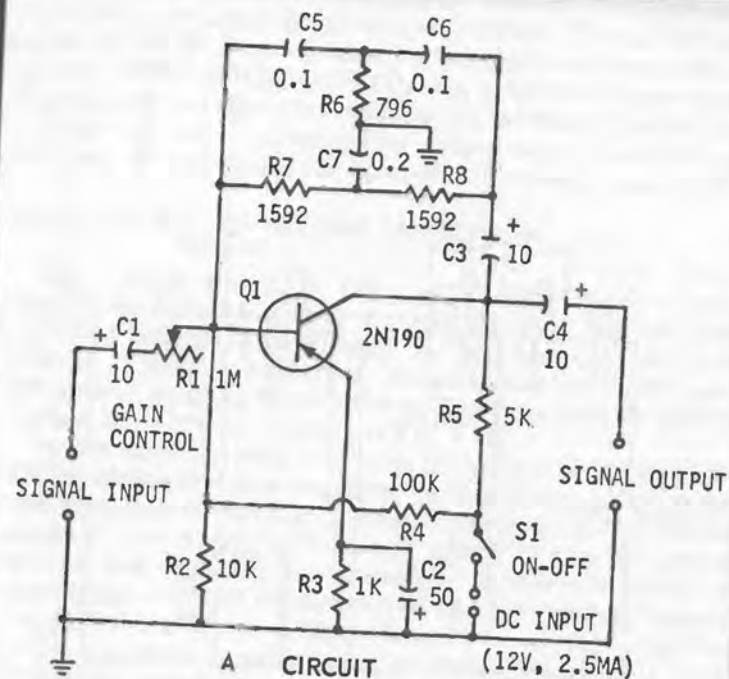 C5 C6
0.1 0.1
R6 796
C7 0.2
R7 R8
1592 1592
+
C3 10
Q1
2N190
+ C1
10 R1 1M
+
C4
10
GAIN
CONTROL
R5 5K
SIGNAL INPUT
SIGNAL OUTPUT
100K
R4
S1
ON-OFF
R2 10K
R3 1K
C2
50
+
DC INPUT
(12V, 2.5MA)
A CIRCUIT